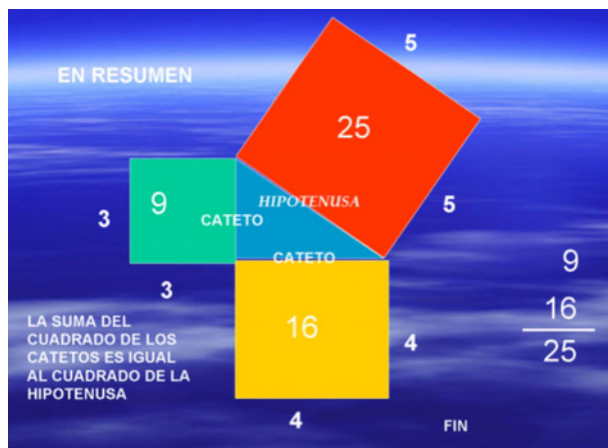 EN RESUMEN
5
25
9
HIPOTENUSA
3
CATETO
5
CATETO
3
9
16
16
4
25
LA SUMA DEL
CUADRADO DE LOS
CATETOS ES IGUAL
AL CUADRADO DE LA
HIPOTENUSA
4
FIN